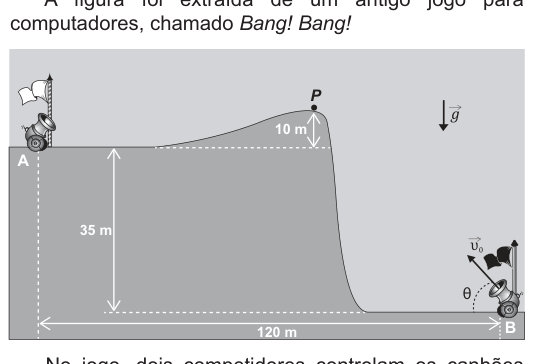 A figura foi extraída de um antigo jogo para
computadores, chamado Bang! Bang!
P
10 m
g
A
35 m
υ₀
θ
B
120 m
No jogo, dois competidores controlam os canhões